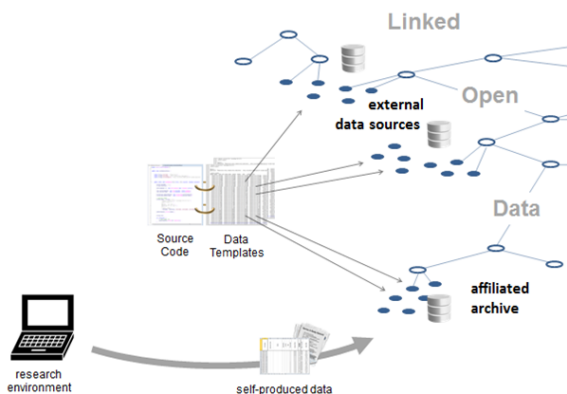 Linked
external
data sources
Open
Source
Code
Data
Templates
Data
affiliated
archive
research
environment
self-produced data